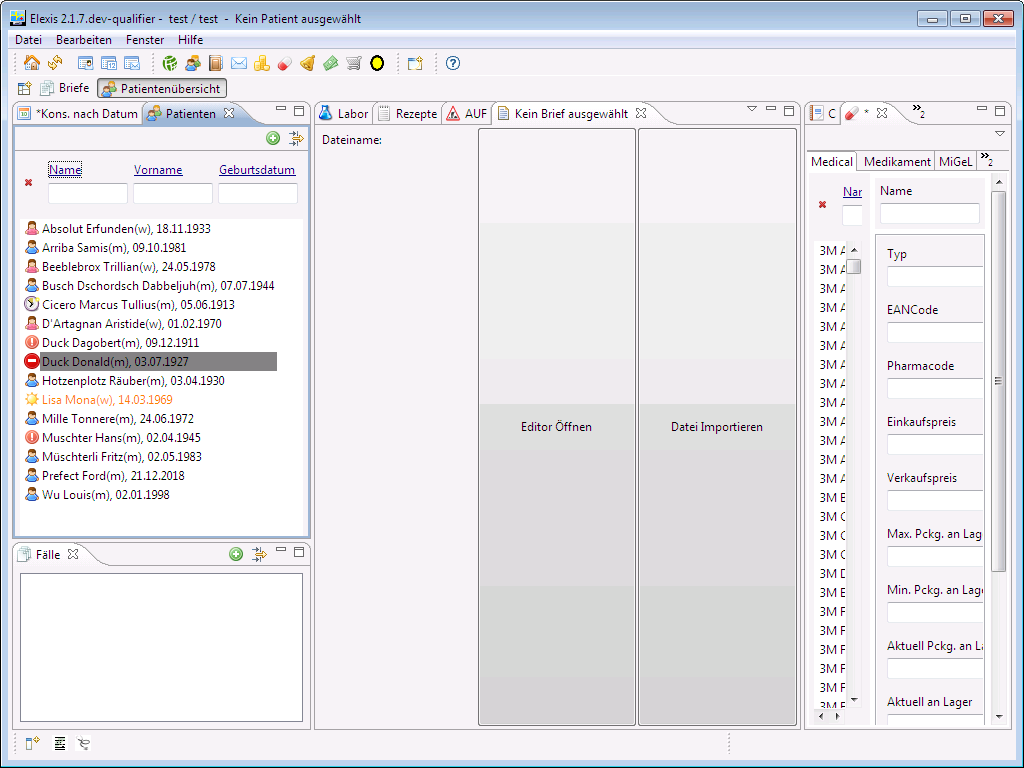 Elexis 2.1.7.dev-qualifier - test / test - Kein Patient ausgewählt
Datei Bearbeiten Fenster Hilfe
Briefe Patientenübersicht
*Kons. nach Datum Patienten
Name Vorname Geburtsdatum
Absolut Erfunden(w), 18.11.1933
Arriba Samis(m), 09.10.1981
Beeblebrox Trillian(w), 24.05.1978
Busch Dschordsch Dabbeljuh(m), 07.07.1944
Cicero Marcus Tullius(m), 05.06.1913
D'Artagnan Aristide(w), 01.02.1970
Duck Dagobert(m), 09.12.1911
Duck Donald(m), 03.07.1927
Hotzenplotz Räuber(m), 03.04.1930
Lisa Mona(w), 14.03.1969
Mille Tonnere(m), 24.06.1972
Muschter Hans(m), 02.04.1945
Müschterli Fritz(m), 02.05.1983
Prefect Ford(m), 21.12.2018
Wu Louis(m), 02.01.1998
Fälle
Labor Rezepte AUF Kein Brief ausgewählt
Dateiname:
Editor Öffnen Datei Importieren
C * »2
Medical Medikament MiGeL »2
Nar
3M A
3M A
3M A
3M A
3M A
3M A
3M A
3M A
3M A
3M A
3M A
3M A
3M A
3M E
3M C
3M C
3M C
3M D
3M E
3M F
3M F
3M F
3M F
3M F
3M F
Name
Typ
EANCode
Pharmacode
Einkaufspreis
Verkaufspreis
Max. Pckg. an Lag
Min. Pckg. an Lage
Aktuell Pckg. an La
Aktuell an Lager